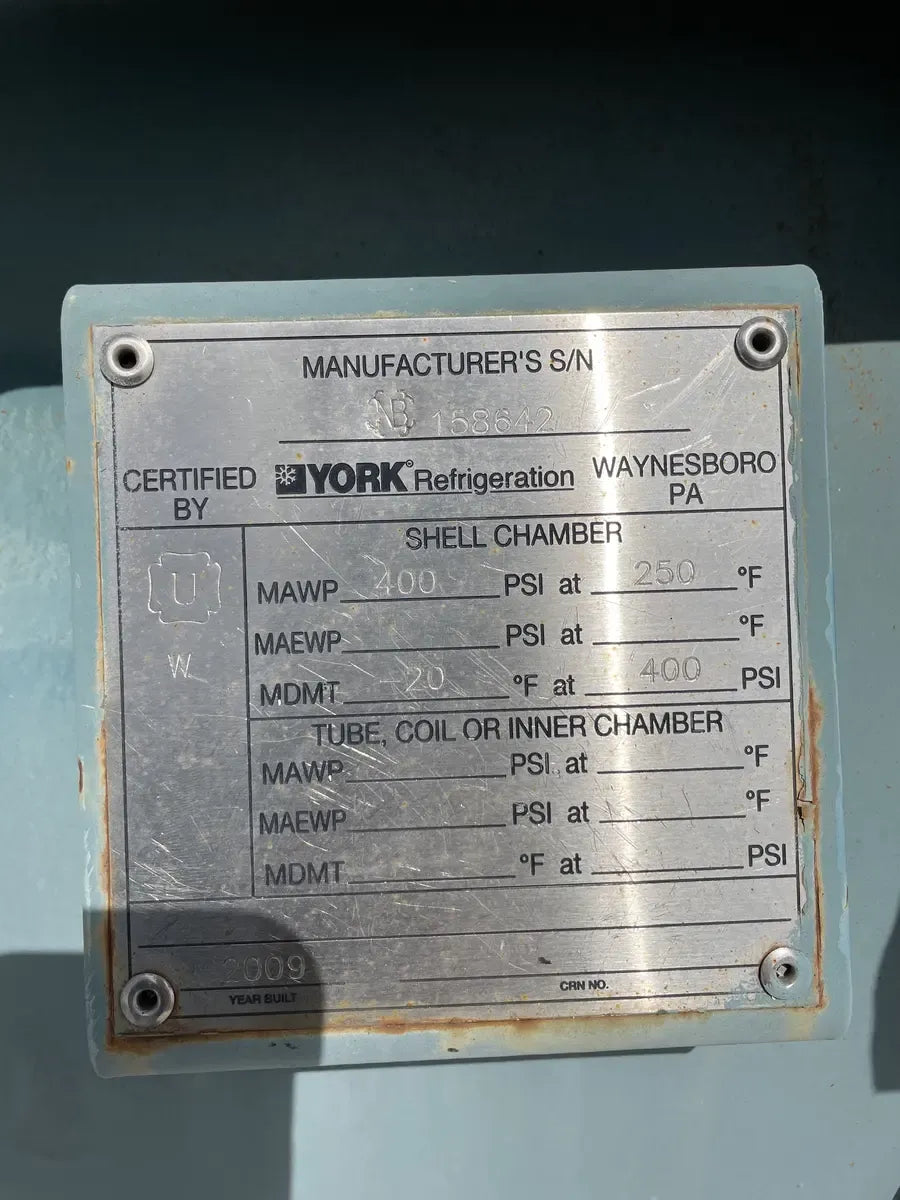 MANUFACTURER'S S/N
NB 158642
CERTIFIED BY YORK® Refrigeration WAYNESBORO PA
SHELL CHAMBER
U
W
MAWP 400 PSI at 250 °F
MAEWP PSI at °F
MDMT -20 °F at 400 PSI
TUBE, COIL OR INNER CHAMBER
MAWP PSI at °F
MAEWP PSI at °F
MDMT °F at PSI
2009
YEAR BUILT CRN NO.